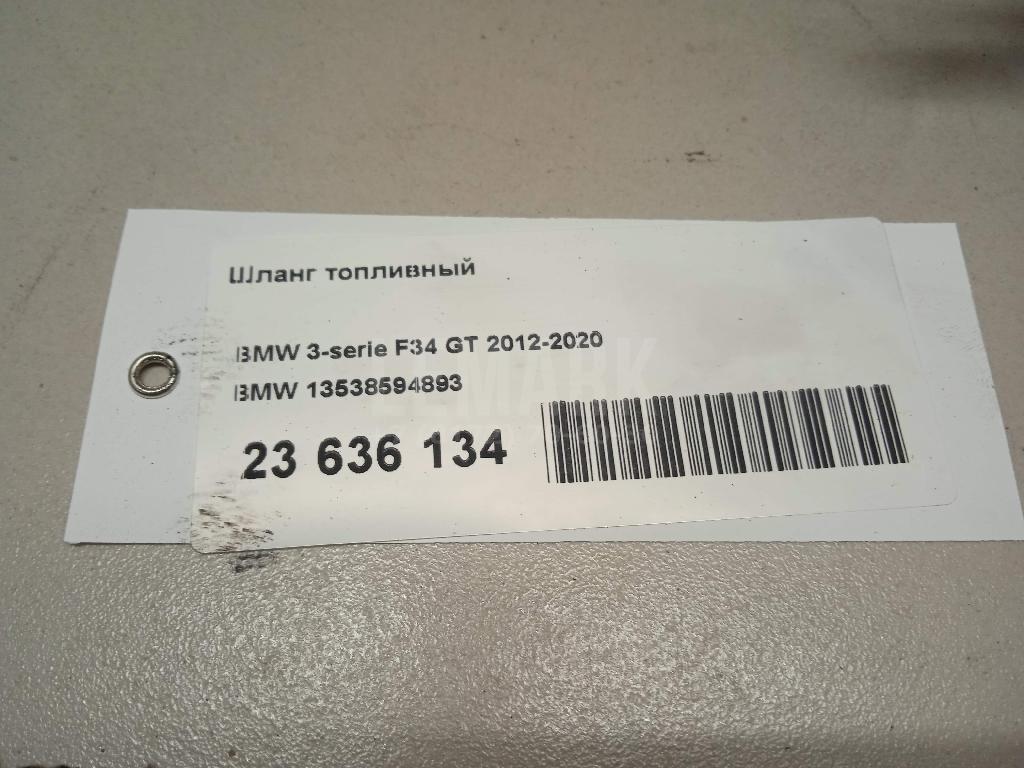 Шланг топливный
BMW 3-serie F34 GT 2012-2020
BMW 13538594893
23 636 134